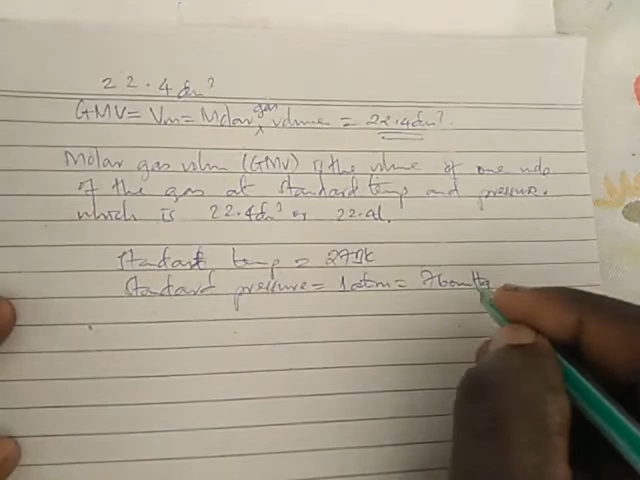 22.4dm³
GMV = Vm = Molar gas volume = 22.4dm³.
Molar gas volm (GMV) is the volume of one mole
of the gas at standard temp and pressure.
which is 22.4dm³ or 22.4l.
Standard temp = 273K
Standard pressure = 1atm = 760mmHg